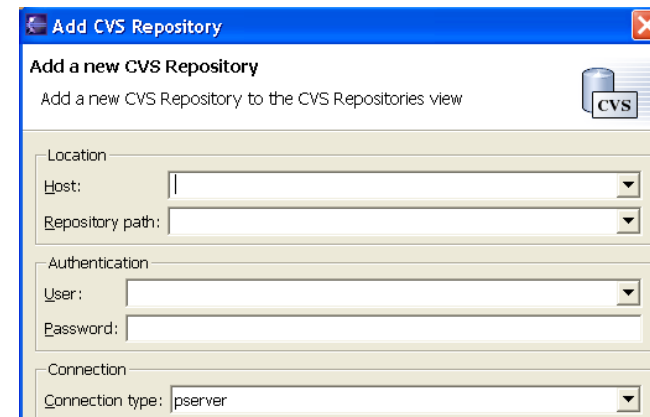 Add CVS Repository
Add a new CVS Repository
Add a new CVS Repository to the CVS Repositories view
CVS
Location
Host:
Repository path:
Authentication
User:
Password:
Connection
Connection type: pserver